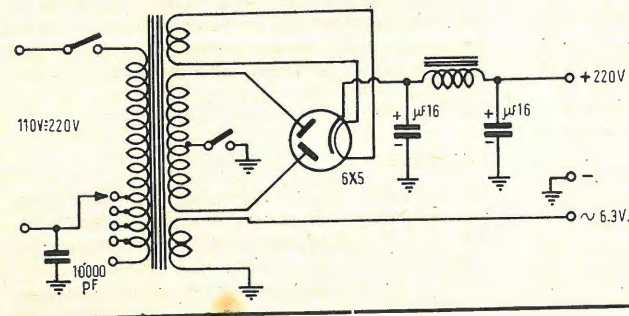 + 220V
110V÷220V
+ μF16
+ μF16
-
-
6X5
-
∼ 6.3V.
10000
pF